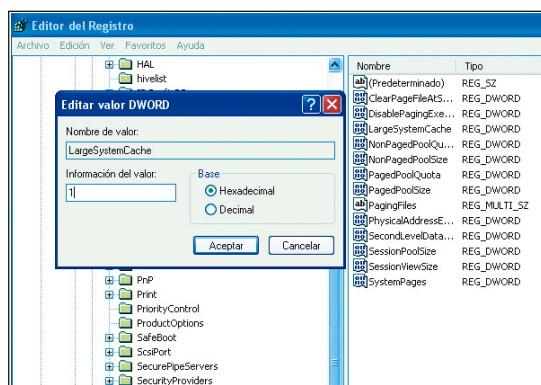 Editor del Registro
Archivo Edición Ver Favoritos Ayuda
HAL
hivelist
Editar valor DWORD
Nombre de valor:
LargeSystemCache
Información del valor:
1
Base
Hexadecimal
Decimal
Aceptar Cancelar
PnP
Print
PriorityControl
ProductOptions
SafeBoot
ScsiPort
SecurePipeServers
SecurityProviders
Nombre Tipo
(Predeterminado) REG_SZ
ClearPageFileAtS... REG_DWORD
DisablePagingExe... REG_DWORD
LargeSystemCache REG_DWORD
NonPagedPoolQu... REG_DWORD
NonPagedPoolSize REG_DWORD
PagedPoolQuota REG_DWORD
PagedPoolSize REG_DWORD
PagingFiles REG_MULTI_SZ
PhysicalAddressE... REG_DWORD
SecondLevelData... REG_DWORD
SessionPoolSize REG_DWORD
SessionViewSize REG_DWORD
SystemPages REG_DWORD